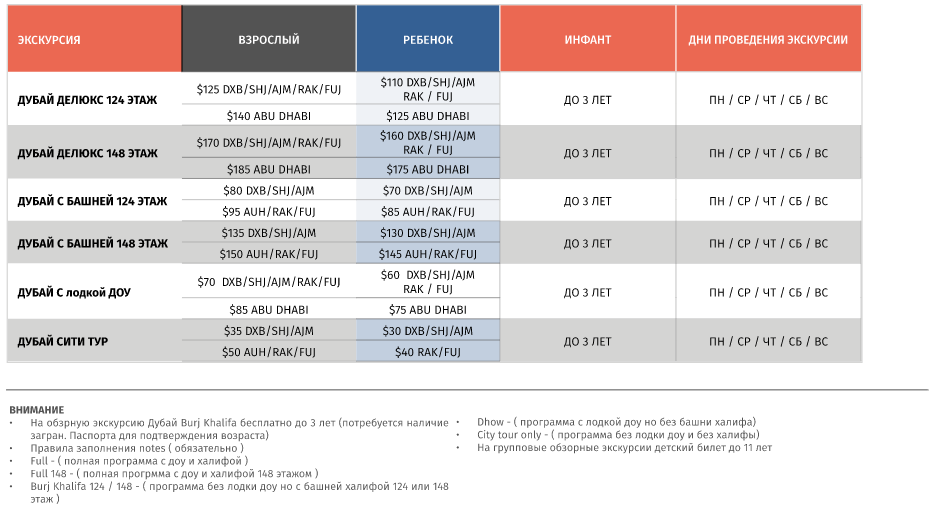 ЭКСКУРСИЯ
ВЗРОСЛЫЙ
РЕБЕНОК
ИНФАНТ
ДНИ ПРОВЕДЕНИЯ ЭКСКУРСИИ
ДУБАЙ ДЕЛЮКС 124 ЭТАЖ
$125 DXB/SHJ/AJM/RAK/FUJ
$110 DXB/SHJ/AJM
RAK / FUJ
$140 ABU DHABI
$125 ABU DHABI
ДО 3 ЛЕТ
ПН / СР / ЧТ / СБ / ВС
ДУБАЙ ДЕЛЮКС 148 ЭТАЖ
$170 DXB/SHJ/AJM/RAK/FUJ
$160 DXB/SHJ/AJM
RAK / FUJ
$185 ABU DHABI
$175 ABU DHABI
ДО 3 ЛЕТ
ПН / СР / ЧТ / СБ / ВС
ДУБАЙ С БАШНЕЙ 124 ЭТАЖ
$80 DXB/SHJ/AJM
$70 DXB/SHJ/AJM
$95 AUH/RAK/FUJ
$85 AUH/RAK/FUJ
ДО 3 ЛЕТ
ПН / СР / ЧТ / СБ / ВС
ДУБАЙ С БАШНЕЙ 148 ЭТАЖ
$135 DXB/SHJ/AJM
$130 DXB/SHJ/AJM
$150 AUH/RAK/FUJ
$145 AUH/RAK/FUJ
ДО 3 ЛЕТ
ПН / СР / ЧТ / СБ / ВС
ДУБАЙ С лодкой ДОУ
$70 DXB/SHJ/AJM/RAK/FUJ
$60 DXB/SHJ/AJM
RAK / FUJ
$85 ABU DHABI
$75 ABU DHABI
ДО 3 ЛЕТ
ПН / СР / ЧТ / СБ / ВС
ДУБАЙ СИТИ ТУР
$35 DXB/SHJ/AJM
$30 DXB/SHJ/AJM
$50 AUH/RAK/FUJ
$40 RAK/FUJ
ДО 3 ЛЕТ
ПН / СР / ЧТ / СБ / ВС
ВНИМАНИЕ
• На обзрную экскурсию Дубай Burj Khalifa бесплатно до 3 лет (потребуется наличие
загран. Паспорта для подтверждения возраста)
• Правила заполнения notes ( обязательно )
• Full - ( полная программа с доу и халифой )
• Full 148 - ( полная прогрмма с доу и халифой 148 этажом )
• Burj Khalifa 124 / 148 - ( программа без лодки доу но с башней халифой 124 или 148
этаж )
• Dhow - ( программа с лодкой доу но без башни халифа)
• City tour only - ( программа без лодки доу и без халифы)
• На групповые обзорные экскурсии детский билет до 11 лет